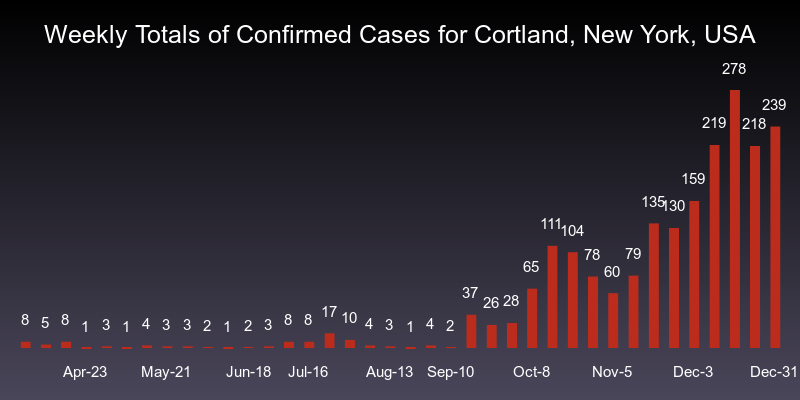 Weekly Totals of Confirmed Cases for Cortland, New York, USA
8 5 8 1 3 1 4 3 3 2 1 2 3 8 8 17 10 4 3 1 4 2 37 26 28 65 111 104 78 60 79 135 130 159 219 278 218 239
Apr-23 May-21 Jun-18 Jul-16 Aug-13 Sep-10 Oct-8 Nov-5 Dec-3 Dec-31